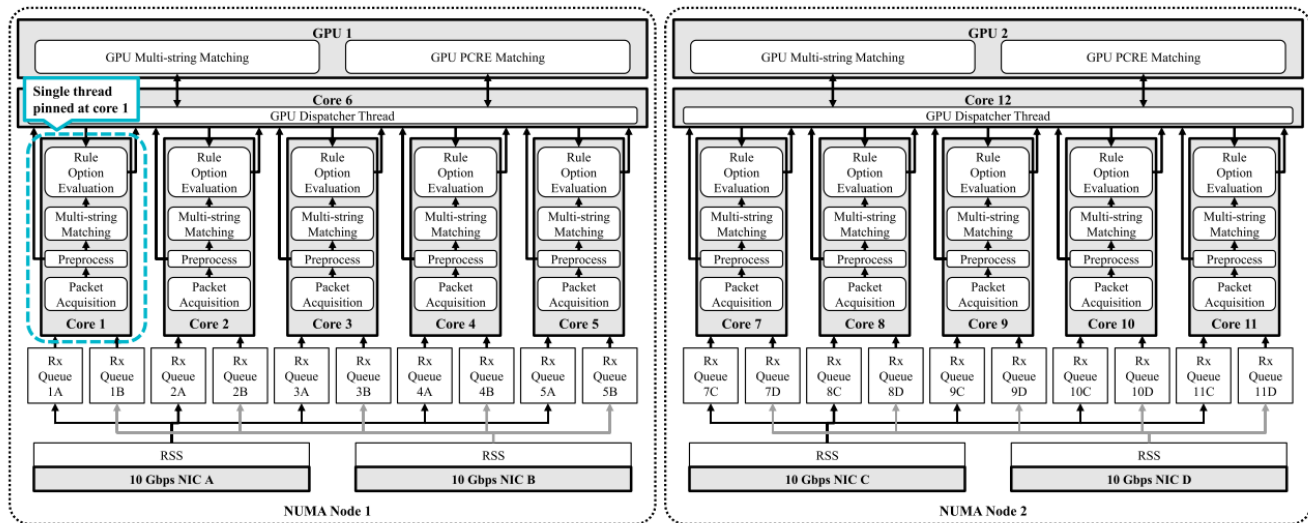 GPU 1
GPU Multi-string Matching
GPU PCRE Matching
Single thread
pinned at core 1
Core 6
GPU Dispatcher Thread
Rule
Option
Evaluation
Multi-string
Matching
Preprocess
Packet
Acquisition
Core 1
Rule
Option
Evaluation
Multi-string
Matching
Preprocess
Packet
Acquisition
Core 2
Rule
Option
Evaluation
Multi-string
Matching
Preprocess
Packet
Acquisition
Core 3
Rule
Option
Evaluation
Multi-string
Matching
Preprocess
Packet
Acquisition
Core 4
Rule
Option
Evaluation
Multi-string
Matching
Preprocess
Packet
Acquisition
Core 5
Rx
Queue
1A
Rx
Queue
1B
Rx
Queue
2A
Rx
Queue
2B
Rx
Queue
3A
Rx
Queue
3B
Rx
Queue
4A
Rx
Queue
4B
Rx
Queue
5A
Rx
Queue
5B
RSS
10 Gbps NIC A
RSS
10 Gbps NIC B
NUMA Node 1
GPU 2
GPU Multi-string Matching
GPU PCRE Matching
Core 12
GPU Dispatcher Thread
Rule
Option
Evaluation
Multi-string
Matching
Preprocess
Packet
Acquisition
Core 7
Rule
Option
Evaluation
Multi-string
Matching
Preprocess
Packet
Acquisition
Core 8
Rule
Option
Evaluation
Multi-string
Matching
Preprocess
Packet
Acquisition
Core 9
Rule
Option
Evaluation
Multi-string
Matching
Preprocess
Packet
Acquisition
Core 10
Rule
Option
Evaluation
Multi-string
Matching
Preprocess
Packet
Acquisition
Core 11
Rx
Queue
7C
Rx
Queue
7D
Rx
Queue
8C
Rx
Queue
8D
Rx
Queue
9C
Rx
Queue
9D
Rx
Queue
10C
Rx
Queue
10D
Rx
Queue
11C
Rx
Queue
11D
RSS
10 Gbps NIC C
RSS
10 Gbps NIC D
NUMA Node 2